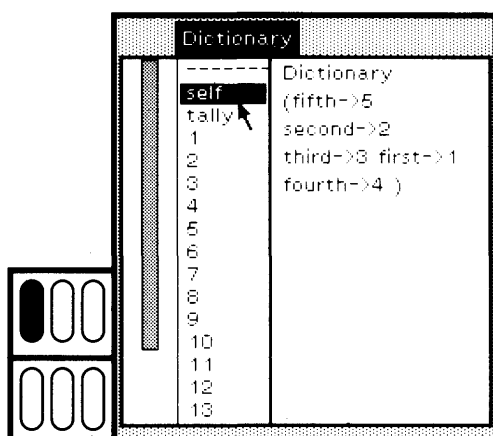 Dictionary
----------
self
tally
1
2
3
4
5
6
7
8
9
10
11
12
13
Dictionary
(fifth->5
second->2
third->3 first->1
fourth->4 )